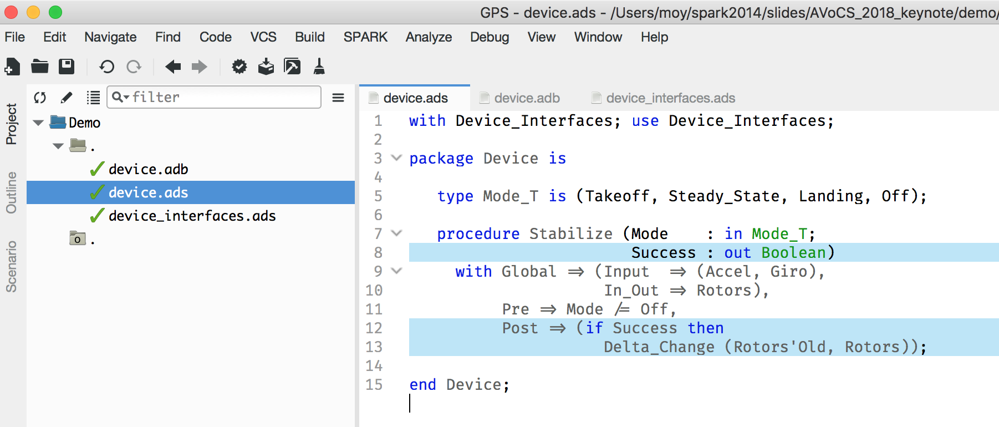 GPS - device.ads - /Users/moy/spark2014/slides/AVoCS_2018_keynote/demo/
File Edit Navigate Find Code VCS Build SPARK Analyze Debug View Window Help
filter
Project
Outline
Scenario
Demo
.
device.adb
device.ads
device_interfaces.ads
.
device.ads device.adb device_interfaces.ads
1 with Device_Interfaces; use Device_Interfaces;
2
3 package Device is
4
5 type Mode_T is (Takeoff, Steady_State, Landing, Off);
6
7 procedure Stabilize (Mode : in Mode_T;
8 Success : out Boolean)
9 with Global => (Input => (Accel, Giro),
10 In_Out => Rotors),
11 Pre => Mode /= Off,
12 Post => (if Success then
13 Delta_Change (Rotors'Old, Rotors));
14
15 end Device;